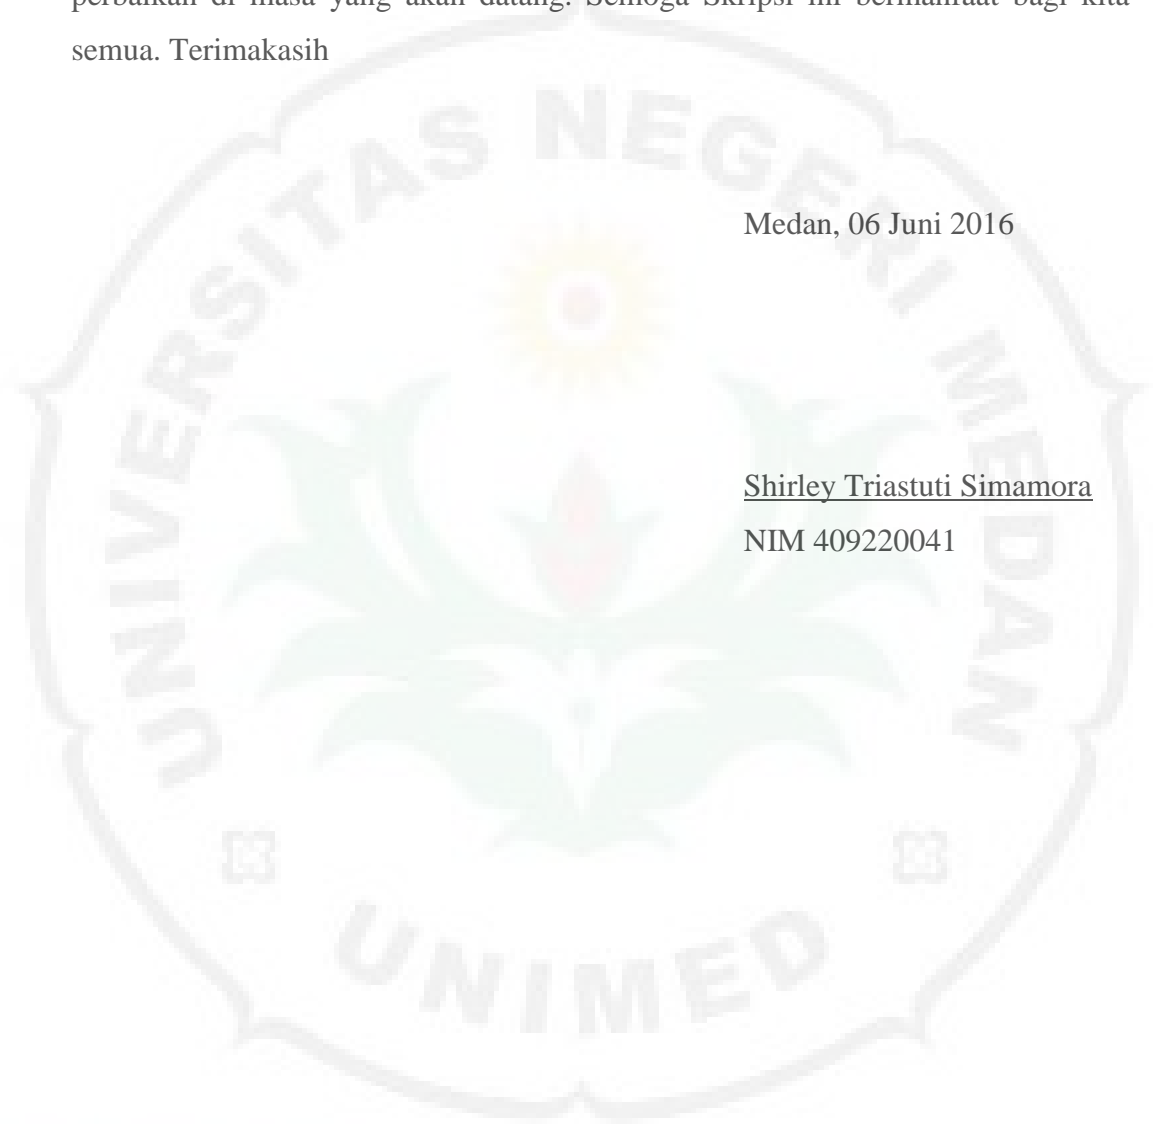 perbaikan di masa yang akan datang. Semoga Skripsi ini bermanfaat bagi kita
semua. Terimakasih
UNIVERSITAS NEGERI MEDAN
Medan, 06 Juni 2016
Shirley Triastuti Simamora
NIM 409220041
UNIMED